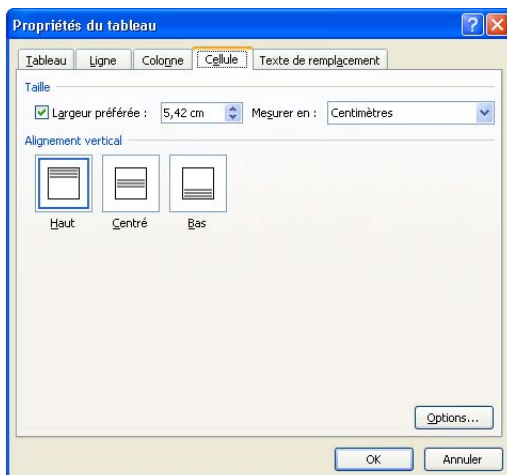 Propriétés du tableau
Tableau Ligne Colonne Cellule Texte de remplacement
Taille
Largeur préférée : 5,42 cm Mesurer en : Centimètres
Alignement vertical
Haut Centré Bas
Options...
OK Annuler